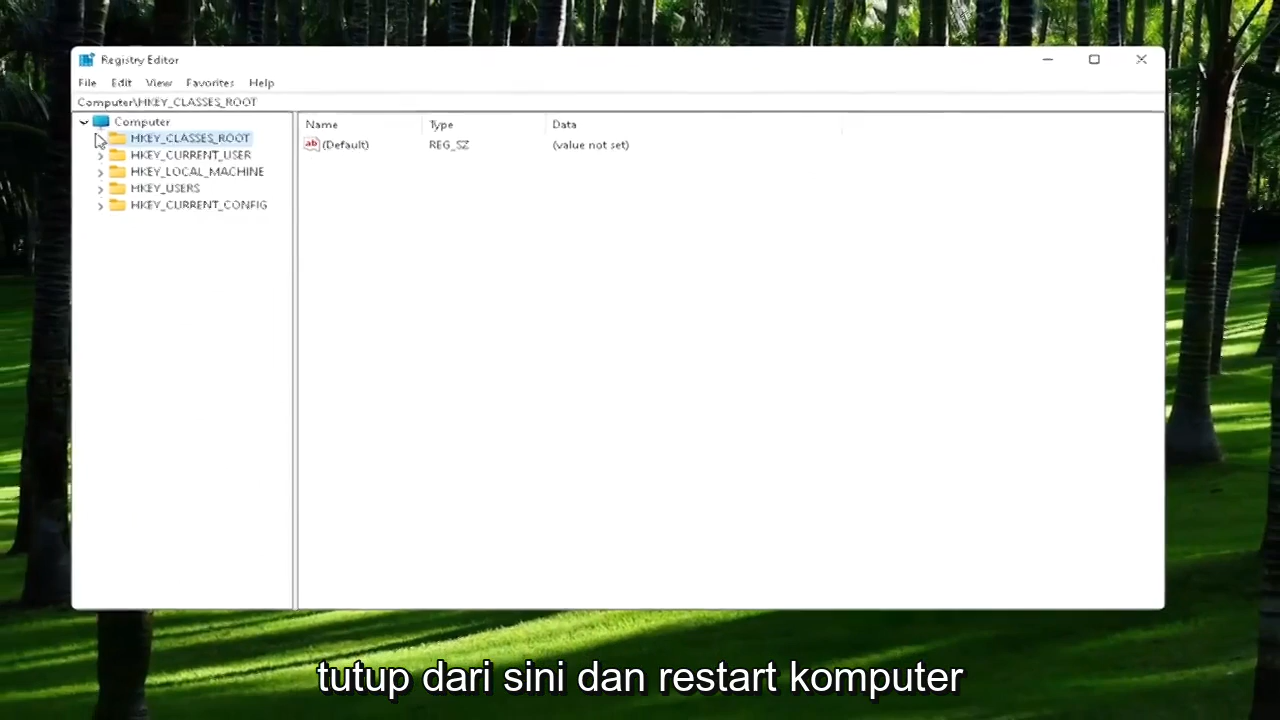 Registry Editor
File Edit View Favorites Help
Computer\HKEY_CLASSES_ROOT
Computer
HKEY_CLASSES_ROOT
HKEY_CURRENT_USER
HKEY_LOCAL_MACHINE
HKEY_USERS
HKEY_CURRENT_CONFIG
Name Type Data
ab (Default) REG_SZ (value not set)
tutup dari sini dan restart komputer